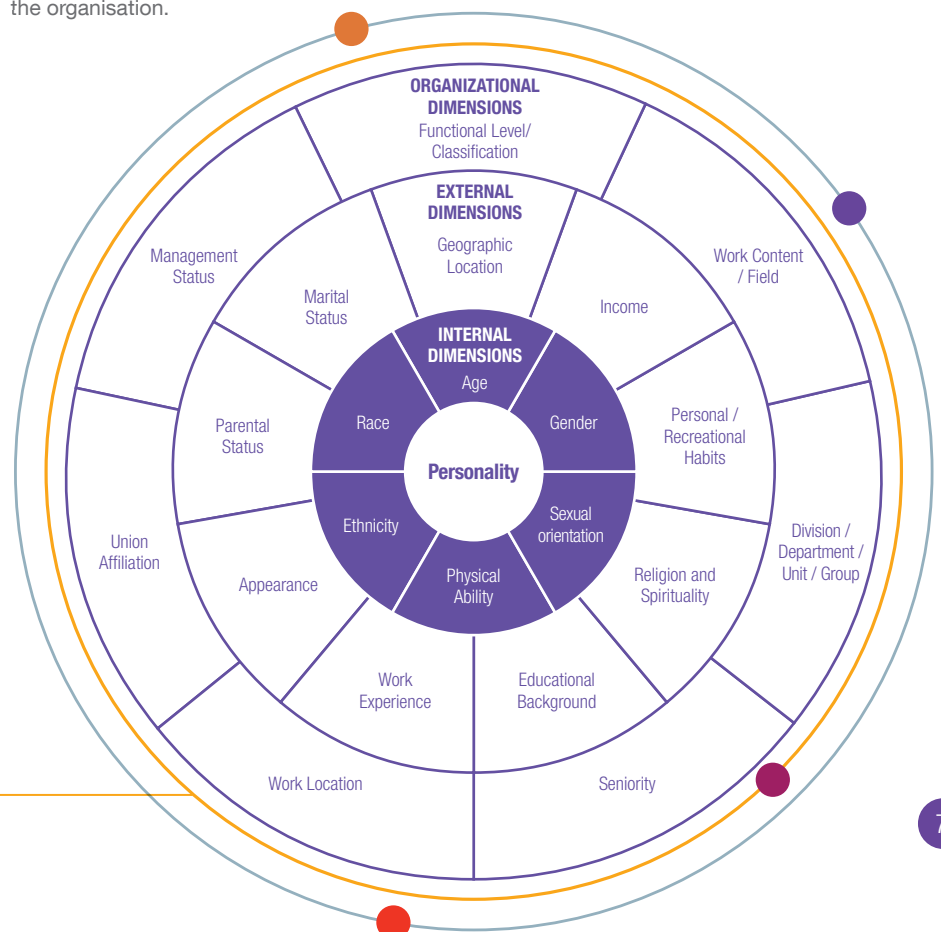 the organisation.
ORGANIZATIONAL
DIMENSIONS
Functional Level/
Classification
EXTERNAL
DIMENSIONS
Geographic
Location
INTERNAL
DIMENSIONS
Age
Management
Status
Marital
Status
Income
Work Content
/ Field
Race
Gender
Parental
Status
Personal /
Recreational
Habits
Personality
Ethnicity
Sexual
orientation
Physical
Ability
Union
Affiliation
Appearance
Religion and
Spirituality
Division /
Department /
Unit / Group
Work
Experience
Educational
Background
Work Location
Seniority
7